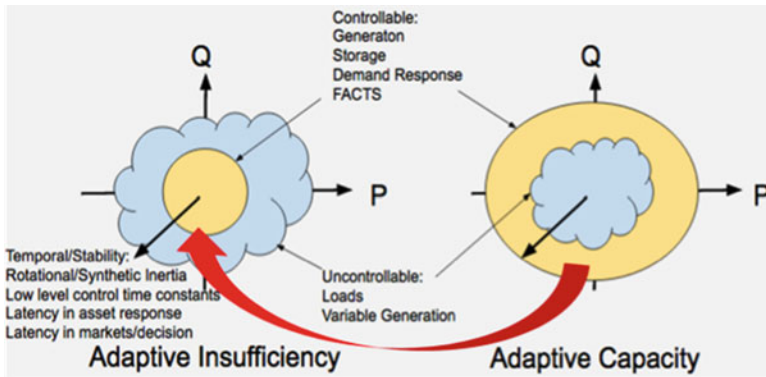 Controllable:
Generaton
Storage
Demand Response
FACTS
Q
Q
P
P
Temporal/Stability:
Rotational/Synthetic Inertia
Low level control time constants
Latency in asset response
Latency in markets/decision
Uncontrollable:
Loads
Variable Generation
Adaptive Insufficiency
Adaptive Capacity